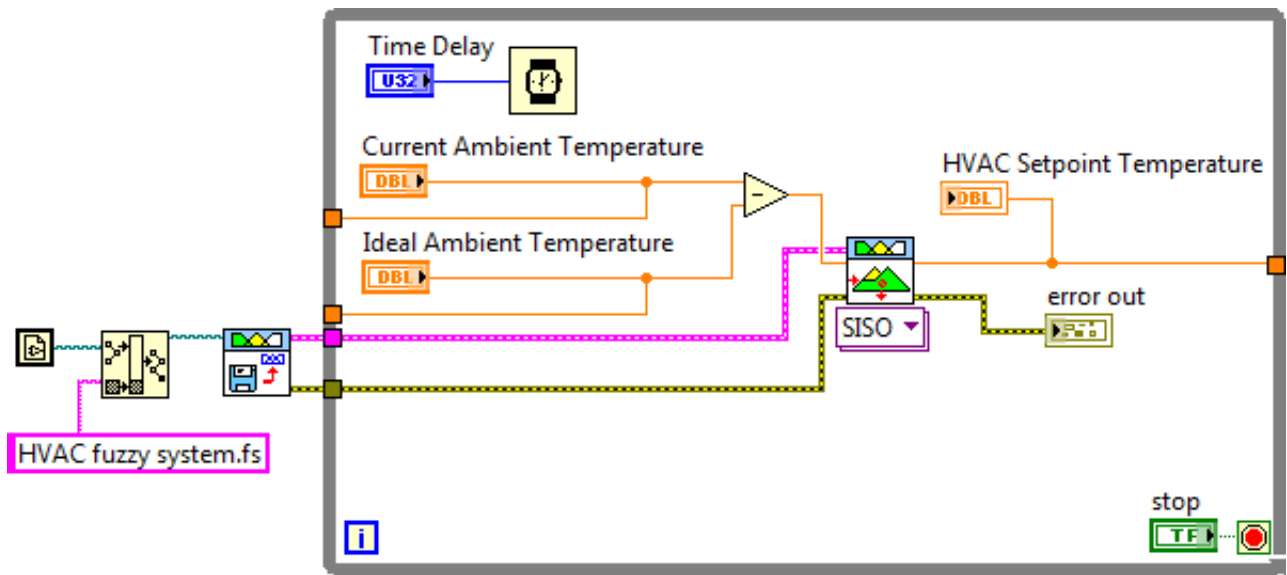 Time Delay
U32
Current Ambient Temperature
DBL
HVAC Setpoint Temperature
DBL
Ideal Ambient Temperature
DBL
error out
SISO
HVAC fuzzy system.fs
stop
i
TF